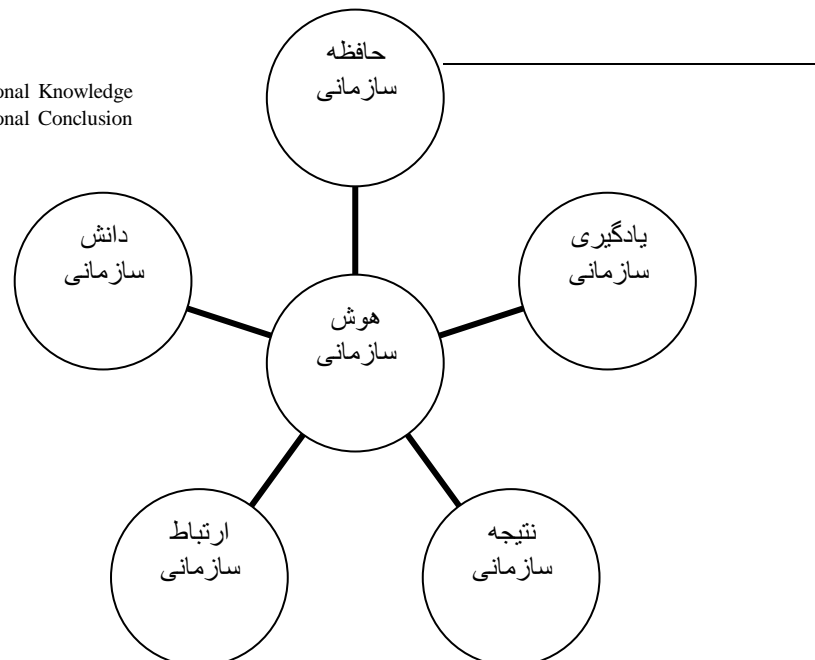 حافظه
سازمانی
onal Knowledge
onal Conclusion
یادگیری
سازمانی
دانش
سازمانی
هوش
سازمانی
نتیجه
سازمانی
ارتباط
سازمانی